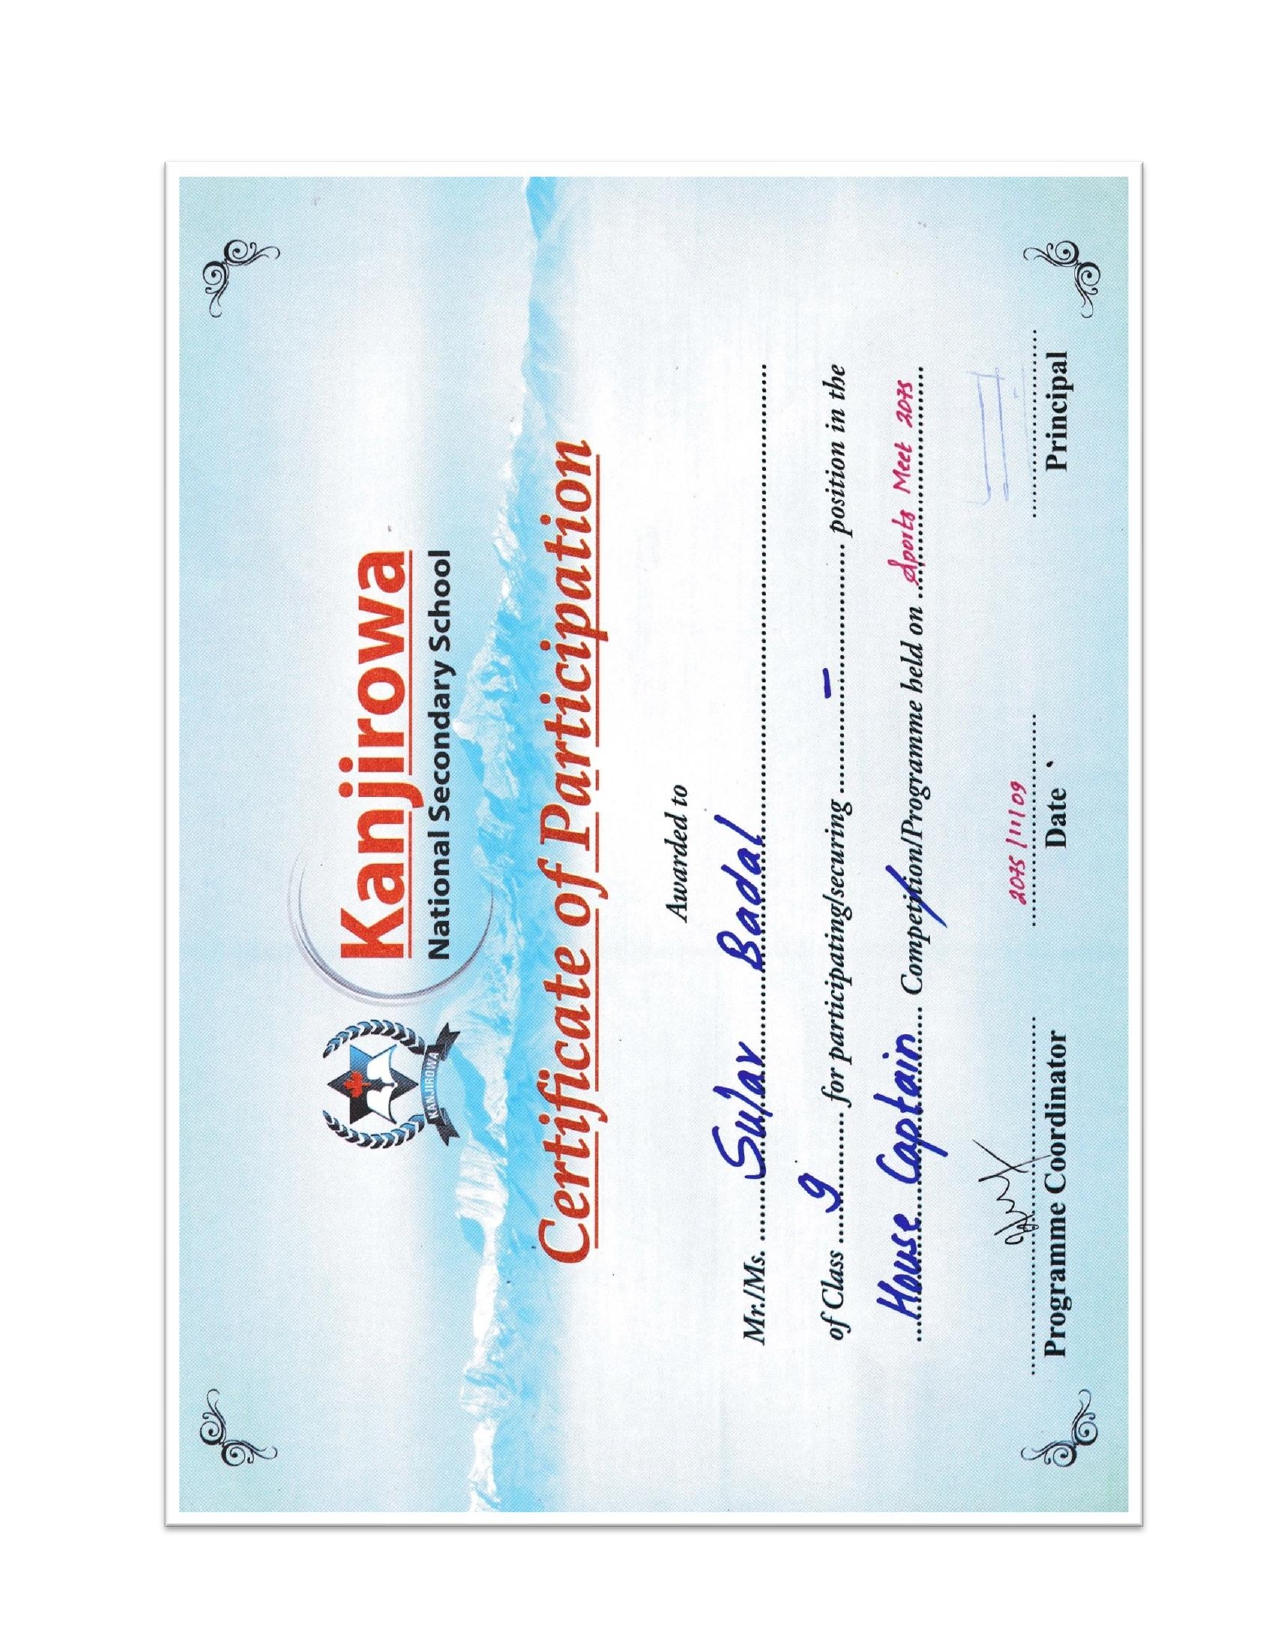 KANJIROWA
Kanjirowa
National Secondary School
Certificate of Participation
Awarded to
Mr./Ms. Sulav Badal
of Class 9 for participating/securing - position in the
House Captain Competition/Programme held on Sports Meet 2075
2075/11/09
Programme Coordinator Date Principal